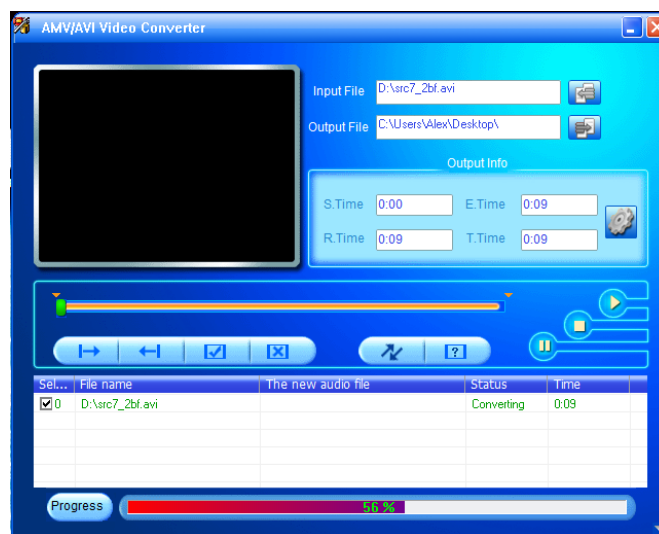 AMV/AVI Video Converter
Input File D:\src7_2bf.avi
Output File C:\Users\Alex\Desktop\
Output Info
S.Time 0:00 E.Time 0:09
R.Time 0:09 T.Time 0:09
Sel... File name The new audio file Status Time
0 D:\src7_2bf.avi Converting 0:09
Progress 56 %